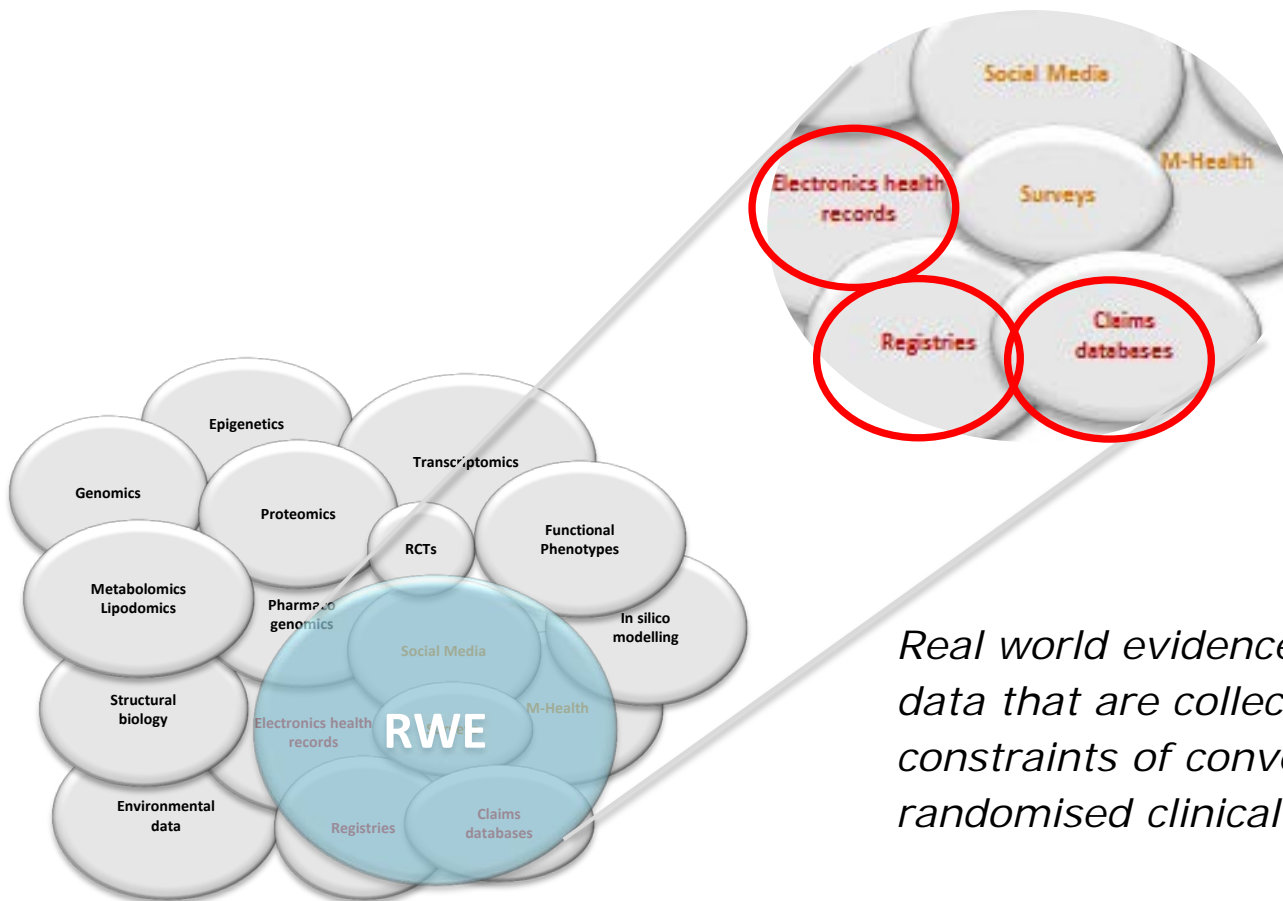 Social Media
M-Health
Electronics health
records
Surveys
Registries
Claims
databases
Epigenetics
Transcriptomics
Genomics
Proteomics
RCTs
Functional
Phenotypes
Metabolomics
Lipodomics
Pharmaco
genomics
In silico
modelling
Social Media
Structural
biology
M-Health
Electronics health
records
RWE
Environmental
data
Registries
Claims
databases
Real world evidence
data that are collec
constraints of conve
randomised clinical